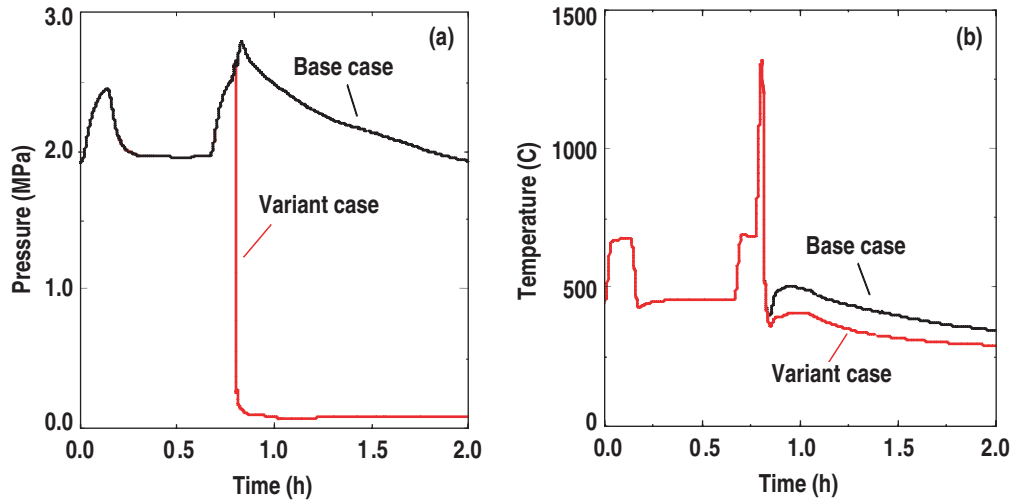 (a)
Pressure (MPa)
3.0
2.0
1.0
0.0
Base case
Variant case
0.0 0.5 1.0 1.5 2.0
Time (h)
(b)
Temperature (C)
1500
1000
500
0
Base case
Variant case
0.0 0.5 1.0 1.5 2.0
Time (h)